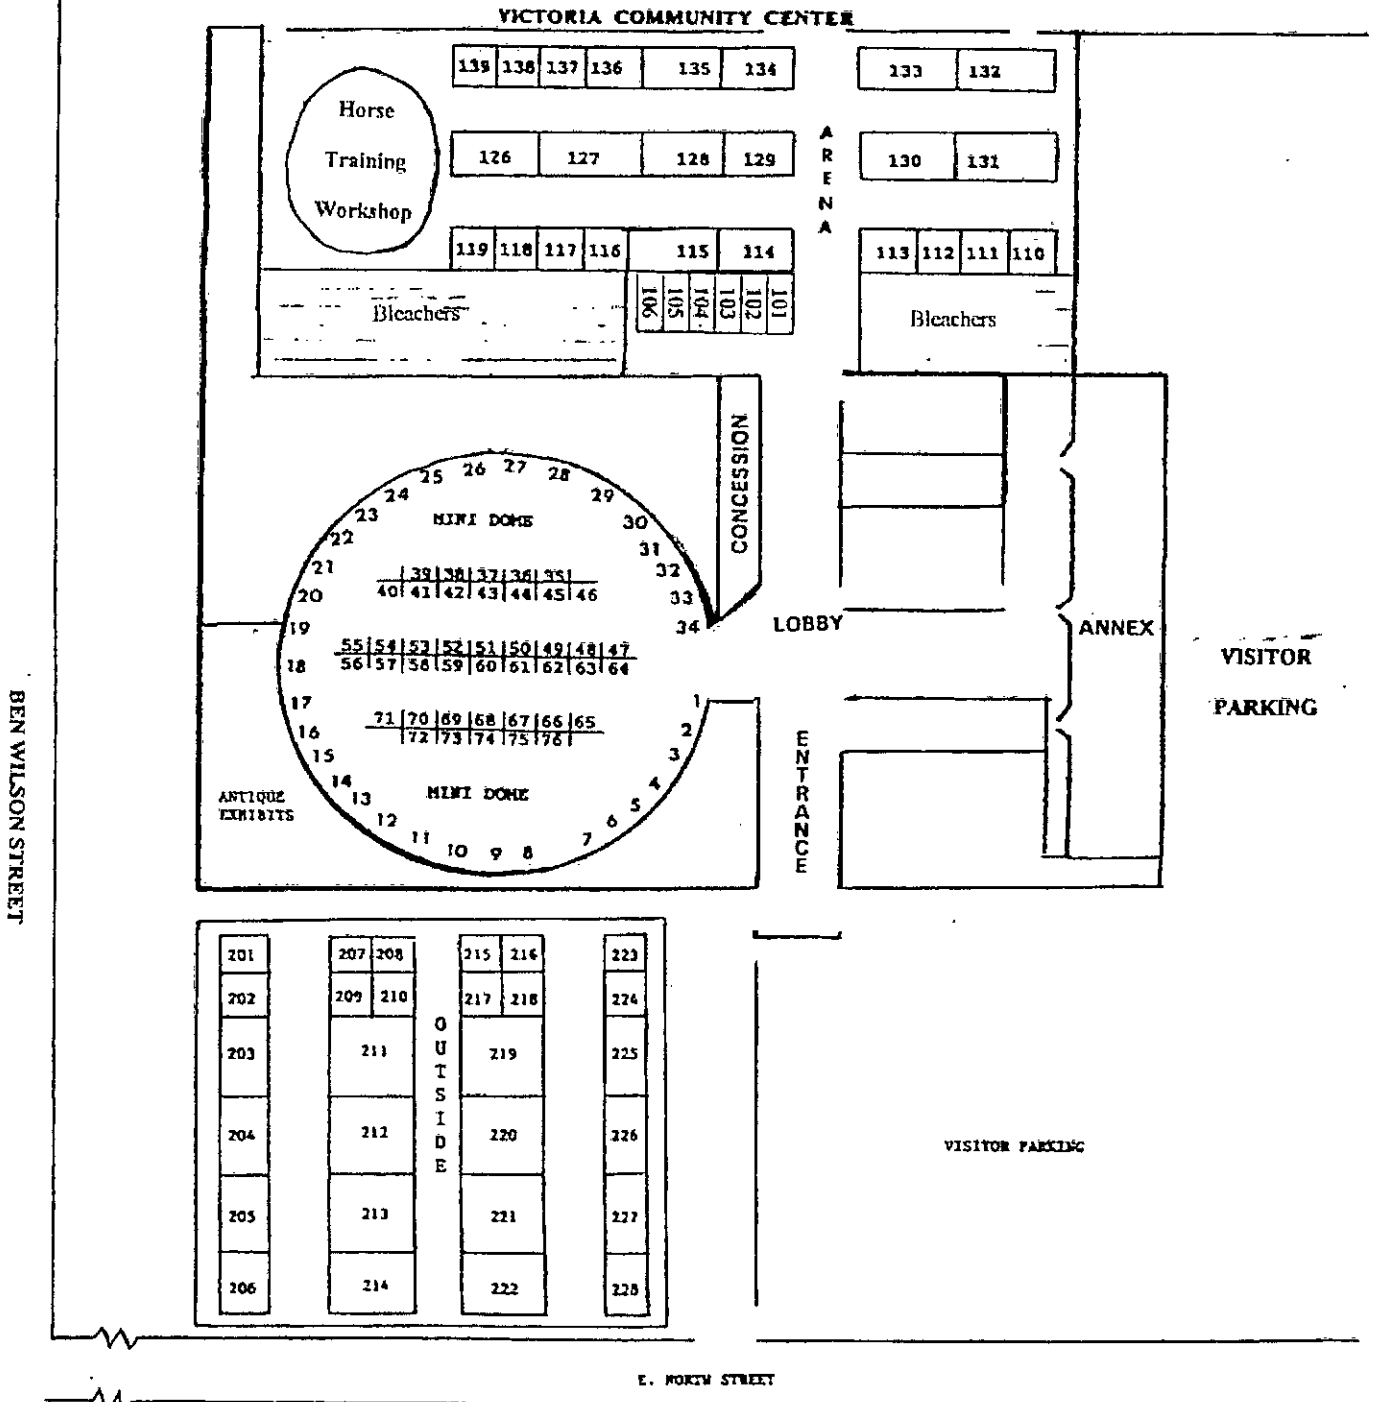 VICTORIA COMMUNITY CENTER
139 138 137 136 135 134 133 132
Horse
Training
Workshop
126 127 128 129 130 131
ARENA
119 118 117 116 115 114 113 112 111 110
106 105 104 103 102 101
Bleachers
Bleachers
CONCESSION
25 26 27 28
24 29
23 30
22 31
21 32
20 33
19 34
18
17 1
16 2
15 3
14 4
13 5
12 6
11 7
10 9 8
MINI DOME
39 38 37 36 35
40 41 42 43 44 45 46
55 54 53 52 51 50 49 48 47
56 57 58 59 60 61 62 63 64
71 70 69 68 67 66 65
72 73 74 75 76
MINI DOME
LOBBY
ANNEX
VISITOR
PARKING
ENTRANCE
ANTIQUE
EXHIBITS
BEN WILSON STREET
201 207 208 215 216 223
202 209 210 217 218 224
203 211 219 225
204 212 220 226
205 213 221 227
206 214 222 228
OUTSIDE
VISITOR PARKING
E. NORTH STREET